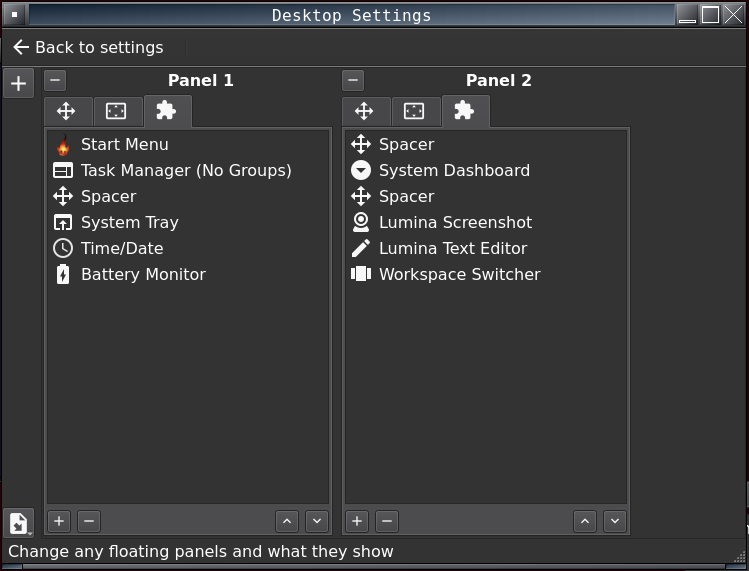 Desktop Settings
Back to settings
Panel 1
Start Menu
Task Manager (No Groups)
Spacer
System Tray
Time/Date
Battery Monitor
Panel 2
Spacer
System Dashboard
Spacer
Lumina Screenshot
Lumina Text Editor
Workspace Switcher
Change any floating panels and what they show